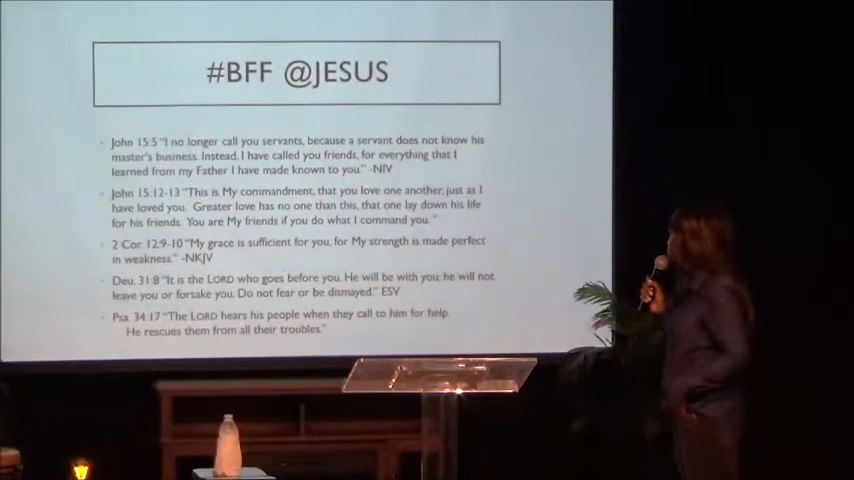 #BFF @JESUS
• John 15:5 "I no longer call you servants, because a servant does not know his
master's business. Instead, I have called you friends, for everything that I
learned from my Father I have made known to you." -NIV
• John 15:12-13 "This is My commandment, that you love one another, just as I
have loved you. Greater love has no one than this, that one lay down his life
for his friends. You are My friends if you do what I command you. "
• 2 Cor. 12:9-10 "My grace is sufficient for you, for My strength is made perfect
in weakness." -NKJV
• Deu. 31:8 "It is the LORD who goes before you. He will be with you; he will not
leave you or forsake you. Do not fear or be dismayed." ESV
• Psa. 34:17 "The LORD hears his people when they call to him for help.
He rescues them from all their troubles."